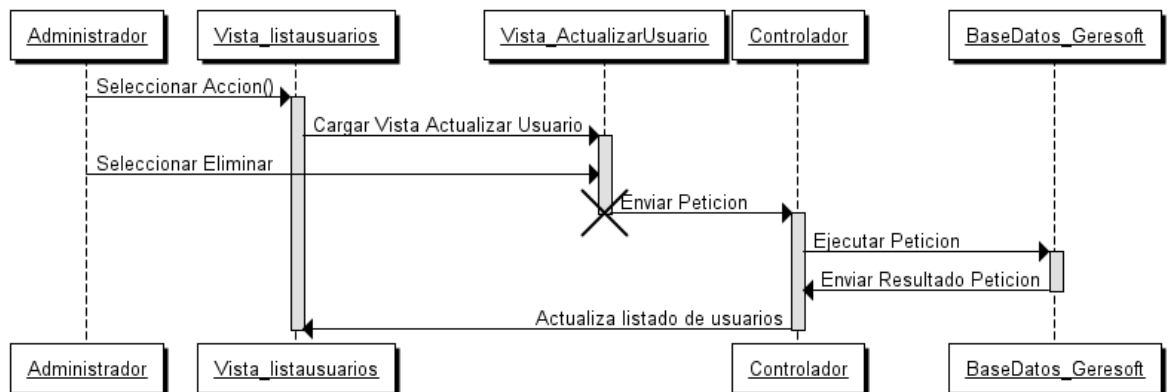 Administrador
Vista_listausuarios
Vista_ActualizarUsuario
Controlador
BaseDatos_Geresoft
Seleccionar Accion()
Cargar Vista Actualizar Usuario
Seleccionar Eliminar
Enviar Peticion
Ejecutar Peticion
Enviar Resultado Peticion
Actualiza listado de usuarios
Administrador
Vista_listausuarios
Controlador
BaseDatos_Geresoft